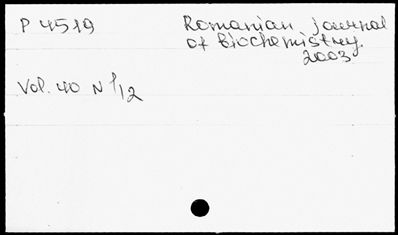 P 4519
Romanian journal
of biochemistry.
2003
Vol. 40 N 1/12